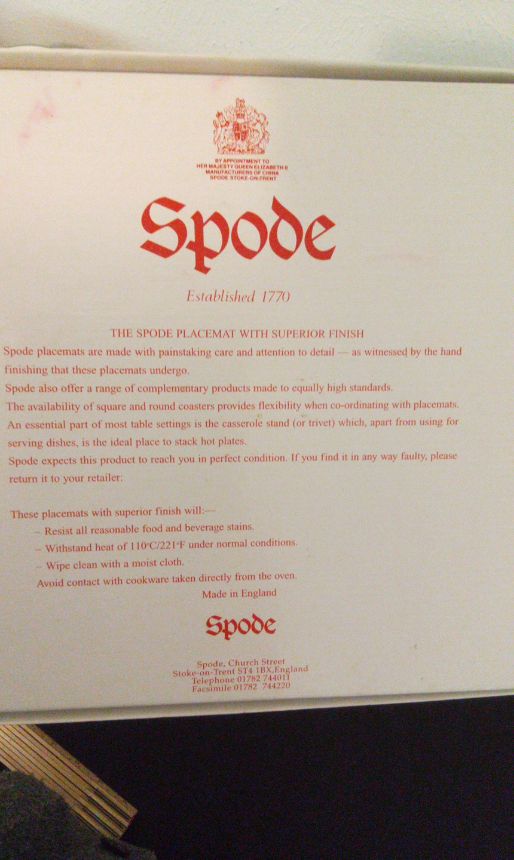 BY APPOINTMENT TO
HER MAJESTY QUEEN ELIZABETH II
MANUFACTURERS OF CHINA
SPODE STOKE-ON-TRENT
Spode
Established 1770
THE SPODE PLACEMAT WITH SUPERIOR FINISH
Spode placemats are made with painstaking care and attention to detail — as witnessed by the hand
finishing that these placemats undergo.
Spode also offer a range of complementary products made to equally high standards.
The availability of square and round coasters provides flexibility when co-ordinating with placemats.
An essential part of most table settings is the casserole stand (or trivet) which, apart from using for
serving dishes, is the ideal place to stack hot plates.
Spode expects this product to reach you in perfect condition. If you find it in any way faulty, please
return it to your retailer;
These placemats with superior finish will:—
– Resist all reasonable food and beverage stains.
– Withstand heat of 110°C/221°F under normal conditions.
– Wipe clean with a moist cloth.
Avoid contact with cookware taken directly from the oven.
Made in England
Spode
Spode, Church Street
Stoke-on-Trent ST4 1BX, England
Telephone 01782 744011
Facsimile 01782 744220